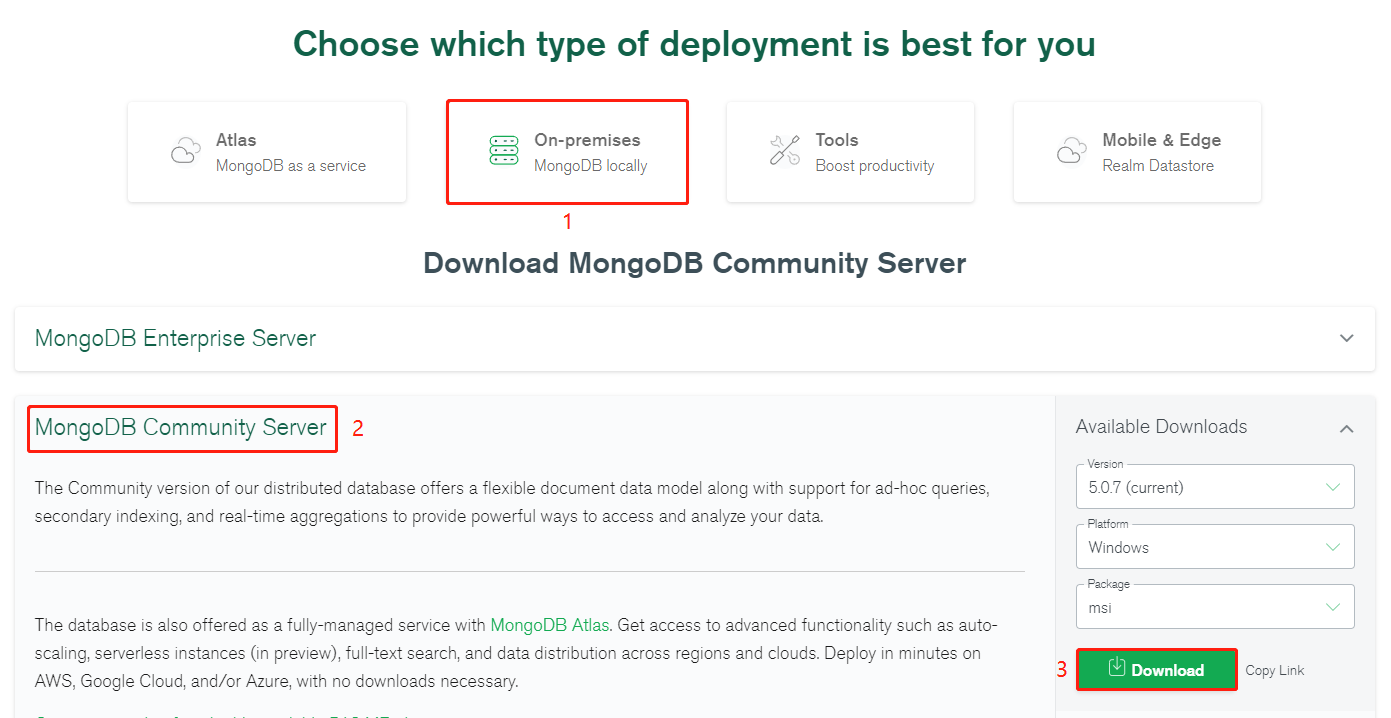 Choose which type of deployment is best for you
Atlas
MongoDB as a service
On-premises
MongoDB locally
Tools
Boost productivity
Mobile & Edge
Realm Datastore
1
Download MongoDB Community Server
MongoDB Enterprise Server
MongoDB Community Server
2
The Community version of our distributed database offers a flexible document data model along with support for ad-hoc queries,
secondary indexing, and real-time aggregations to provide powerful ways to access and analyze your data.
The database is also offered as a fully-managed service with MongoDB Atlas. Get access to advanced functionality such as auto-
scaling, serverless instances (in preview), full-text search, and data distribution across regions and clouds. Deploy in minutes on
AWS, Google Cloud, and/or Azure, with no downloads necessary.
Available Downloads
Version
5.0.7 (current)
Platform
Windows
Package
msi
3
Download
Copy Link